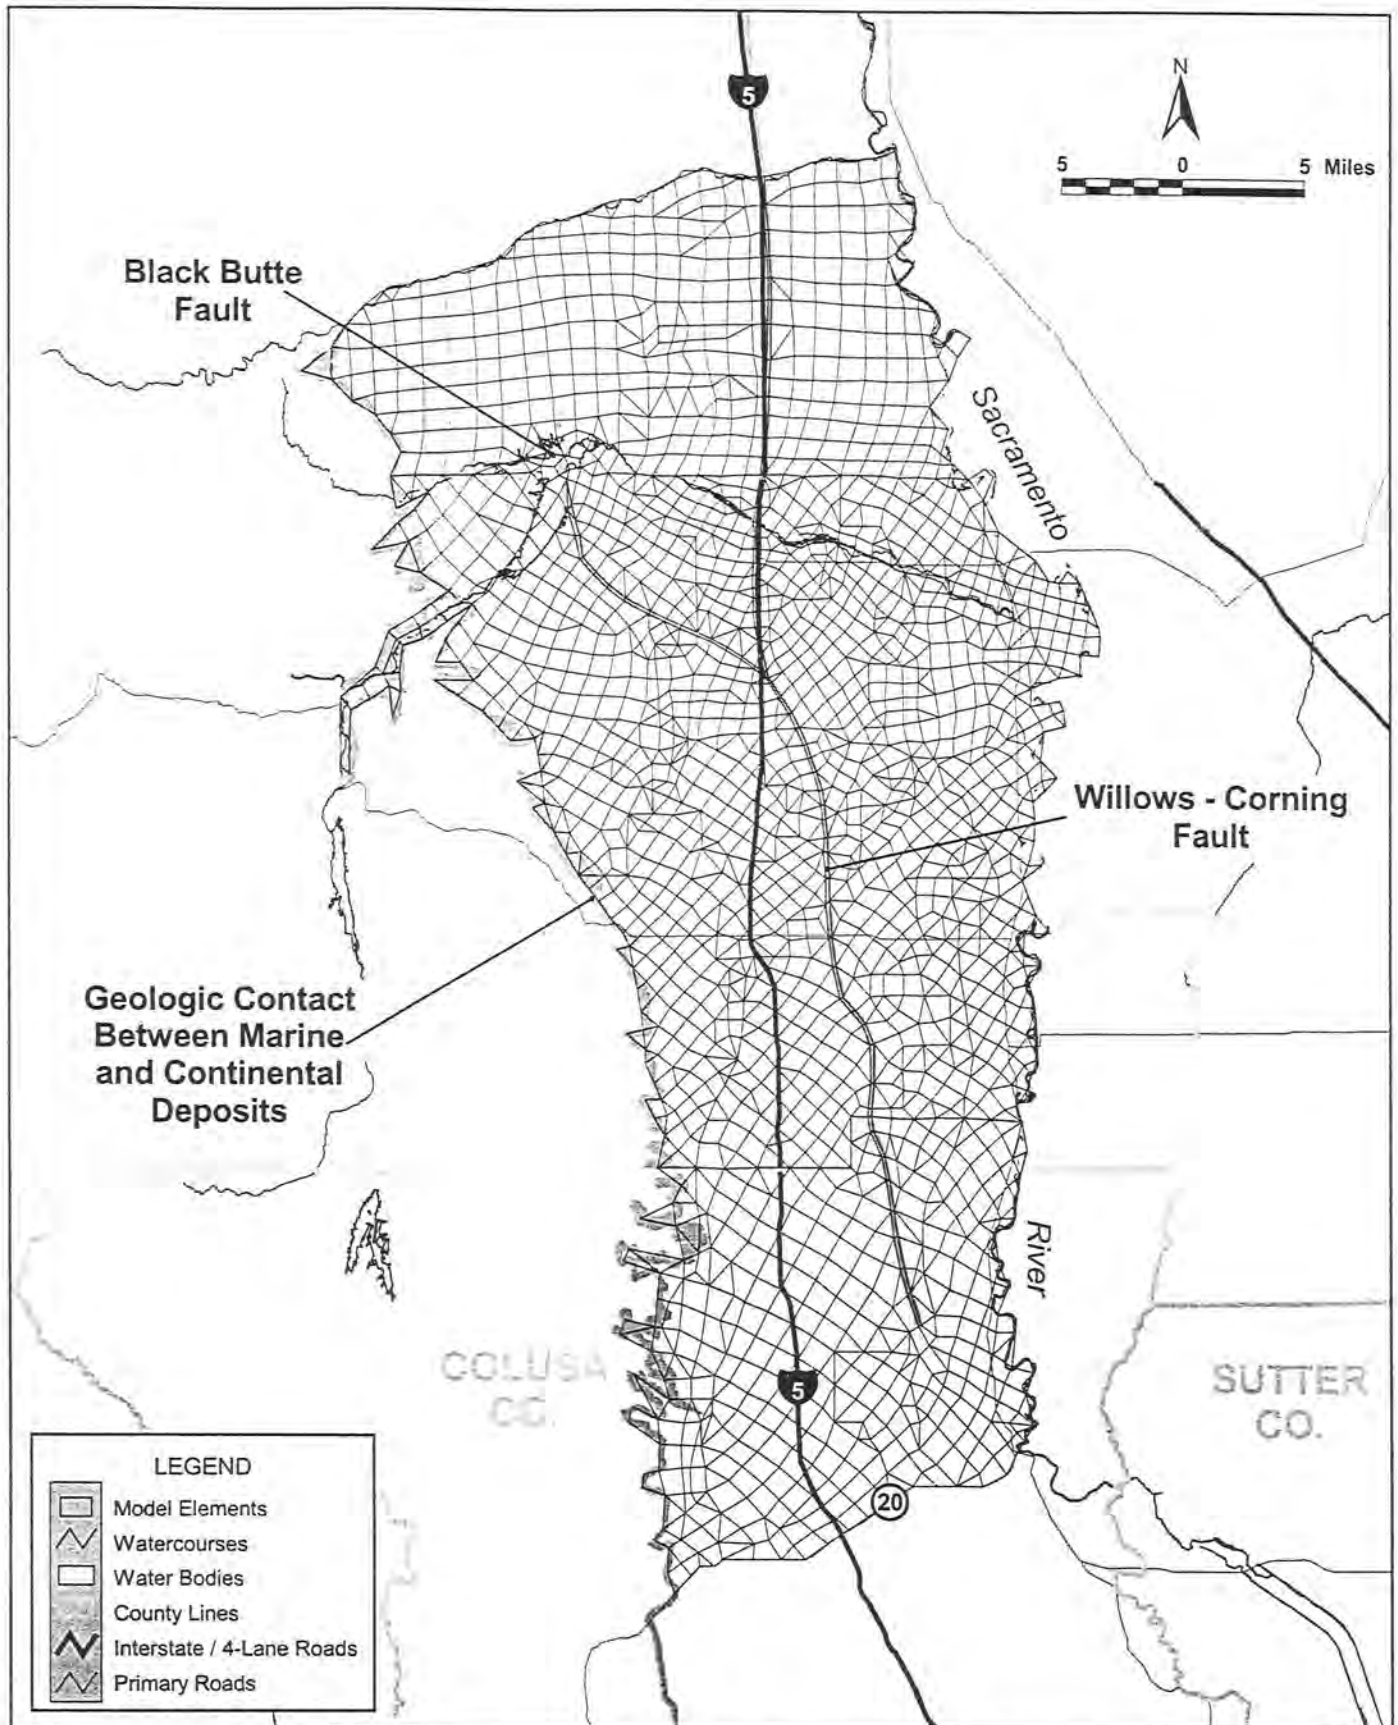 5
N
5 0 5 Miles
Black Butte
Fault
Sacramento
Willows - Corning
Fault
Geologic Contact
Between Marine
and Continental
Deposits
River
COLUSA
CO.
SUTTER
CO.
5
20
LEGEND
Model Elements
Watercourses
Water Bodies
County Lines
Interstate / 4-Lane Roads
Primary Roads